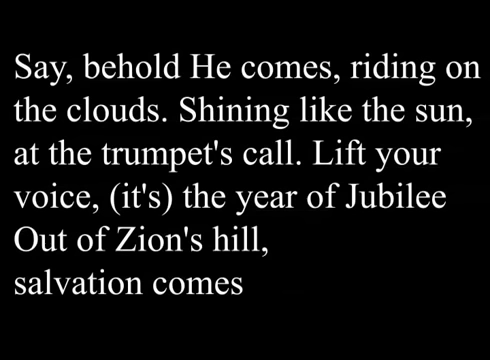 Say, behold He comes, riding on
the clouds. Shining like the sun,
at the trumpet's call. Lift your
voice, (it's) the year of Jubilee
Out of Zion's hill,
salvation comes